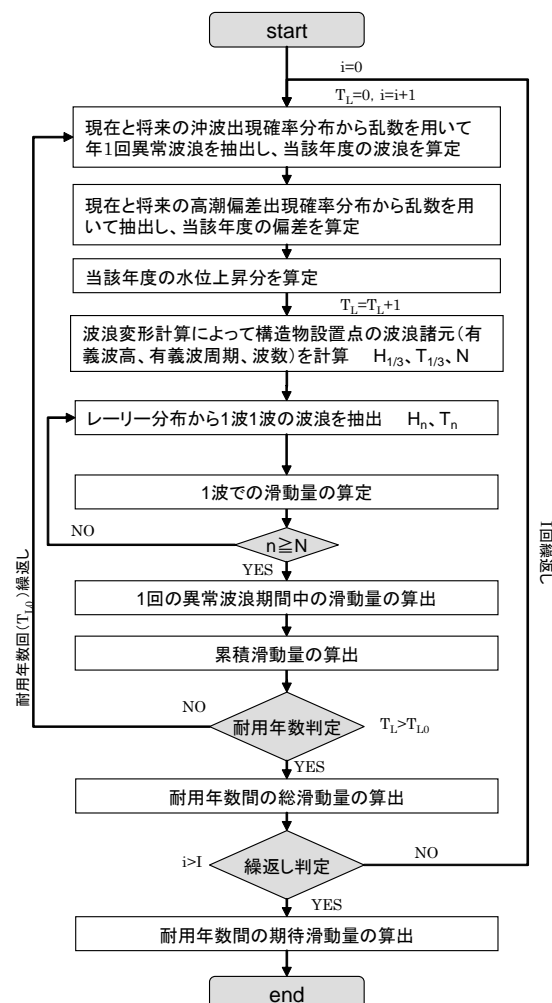 start
i=0
T_L=0, i=i+1
現在と将来の沖波出現確率分布から乱数を用いて
年1回異常波浪を抽出し、当該年度の波浪を算定
現在と将来の高潮偏差出現確率分布から乱数を用
いて抽出し、当該年度の偏差を算定
当該年度の水位上昇分を算定
T_L=T_L+1
波浪変形計算によって構造物設置点の波浪諸元(有
義波高、有義波周期、波数)を計算 H_{1/3}、T_{1/3}、N
レーリー分布から1波1波の波浪を抽出 H_n、T_n
1波での滑動量の算定
NO
n≧N
YES
1回の異常波浪期間中の滑動量の算出
累積滑動量の算出
NO
耐用年数判定
T_L>T_{L0}
YES
耐用年数間の総滑動量の算出
i>I
繰返し判定
NO
YES
耐用年数間の期待滑動量の算出
end
耐用年数回(T_{L0})繰返し
I回繰返し